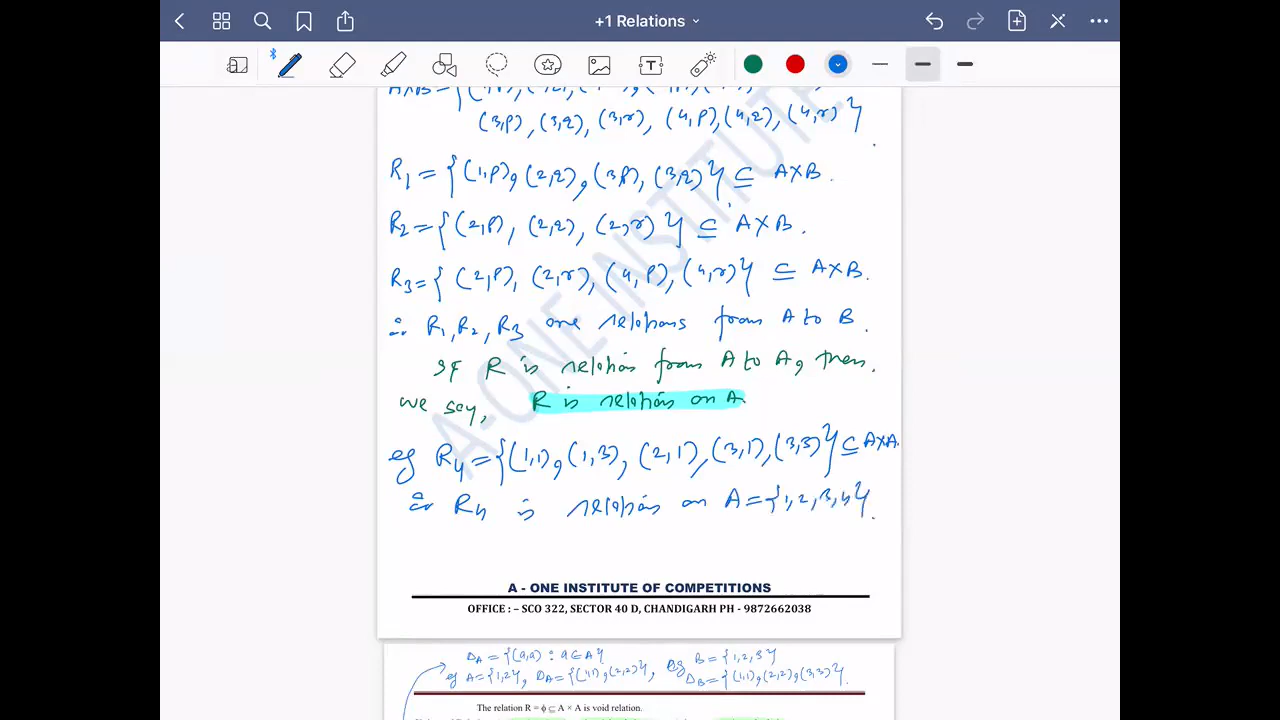 +1 Relations
A×B = {
(3,p), (3,q), (3,r), (4,p), (4,q), (4,r)}
R1 = {(1,p), (2,q), (3,p), (3,q)} ⊆ A×B.
R2 = {(2,p), (2,q), (2,r)} ⊆ A×B.
R3 = {(2,p), (2,r), (4,p), (4,r)} ⊆ A×B.
∴ R1, R2, R3 are relations from A to B.
If R is relation from A to A, then
we say, R is relation on A.
eg R4 = {(1,1), (1,3), (2,1), (3,1), (3,3)} ⊆ A×A.
∴ R4 is relation on A = {1,2,3,4}.
A-ONE INSTITUTE
A - ONE INSTITUTE OF COMPETITIONS
OFFICE : – SCO 322, SECTOR 40 D, CHANDIGARH PH - 9872662038
DA = {(a,a) : a ∈ A}
eg A = {1,2}, DA = {(1,1), (2,2)}, eg B = {1,2,3}
DB = {(1,1), (2,2), (3,3)}.
The relation R = ϕ ⊆ A × A is void relation.